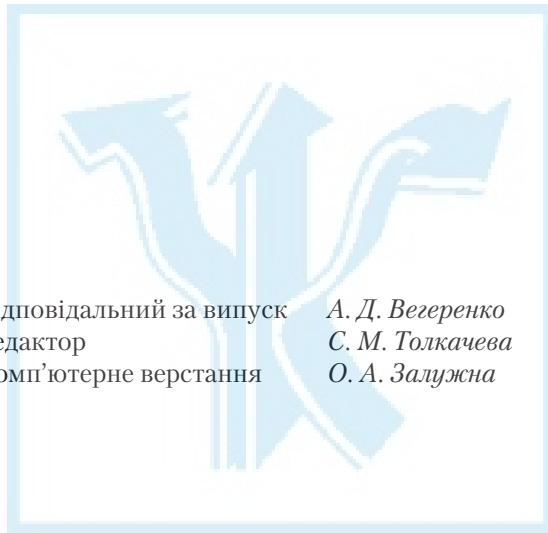 дповідальний за випуск А. Д. Вегеренко
едактор С. М. Толкачева
омп'ютерне верстання О. А. Залужна